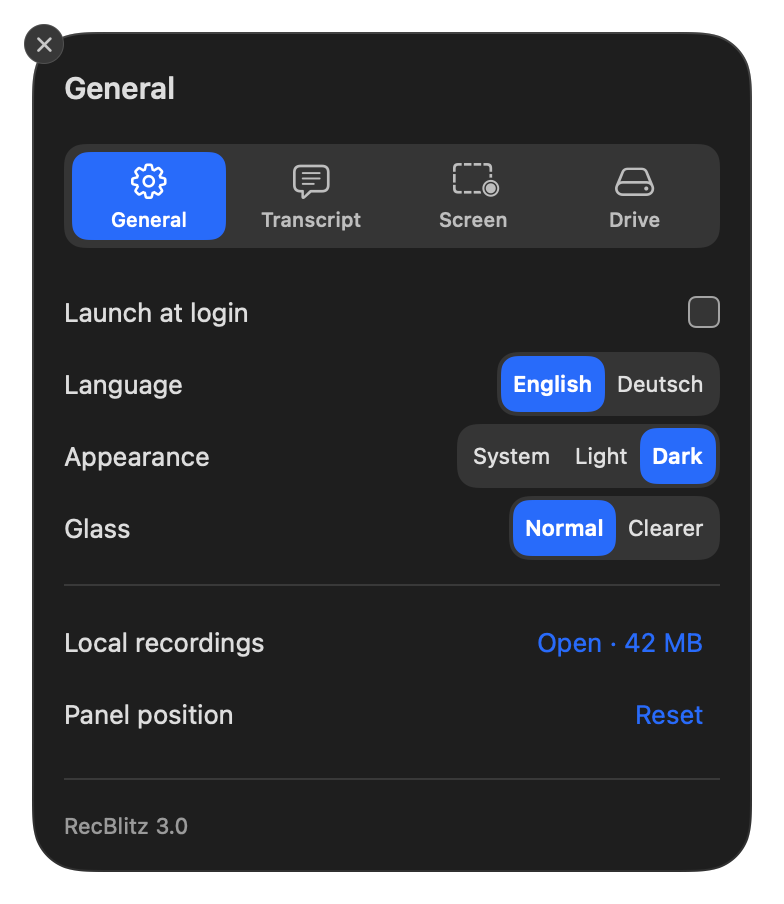 General
General Transcript Screen Drive
Launch at login
Language English Deutsch
Appearance System Light Dark
Glass Normal Clearer
Local recordings Open · 42 MB
Panel position Reset
RecBlitz 3.0